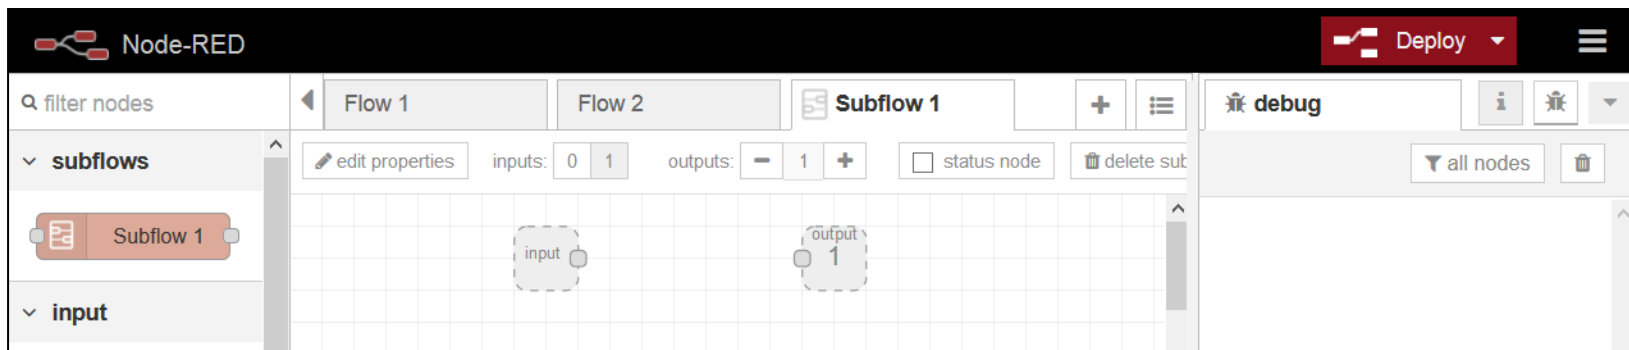 Node-RED
Deploy
filter nodes
Flow 1
Flow 2
Subflow 1
debug
subflows
edit properties
inputs: 0 1
outputs: 1
status node
delete sub
all nodes
Subflow 1
input
output
1
input